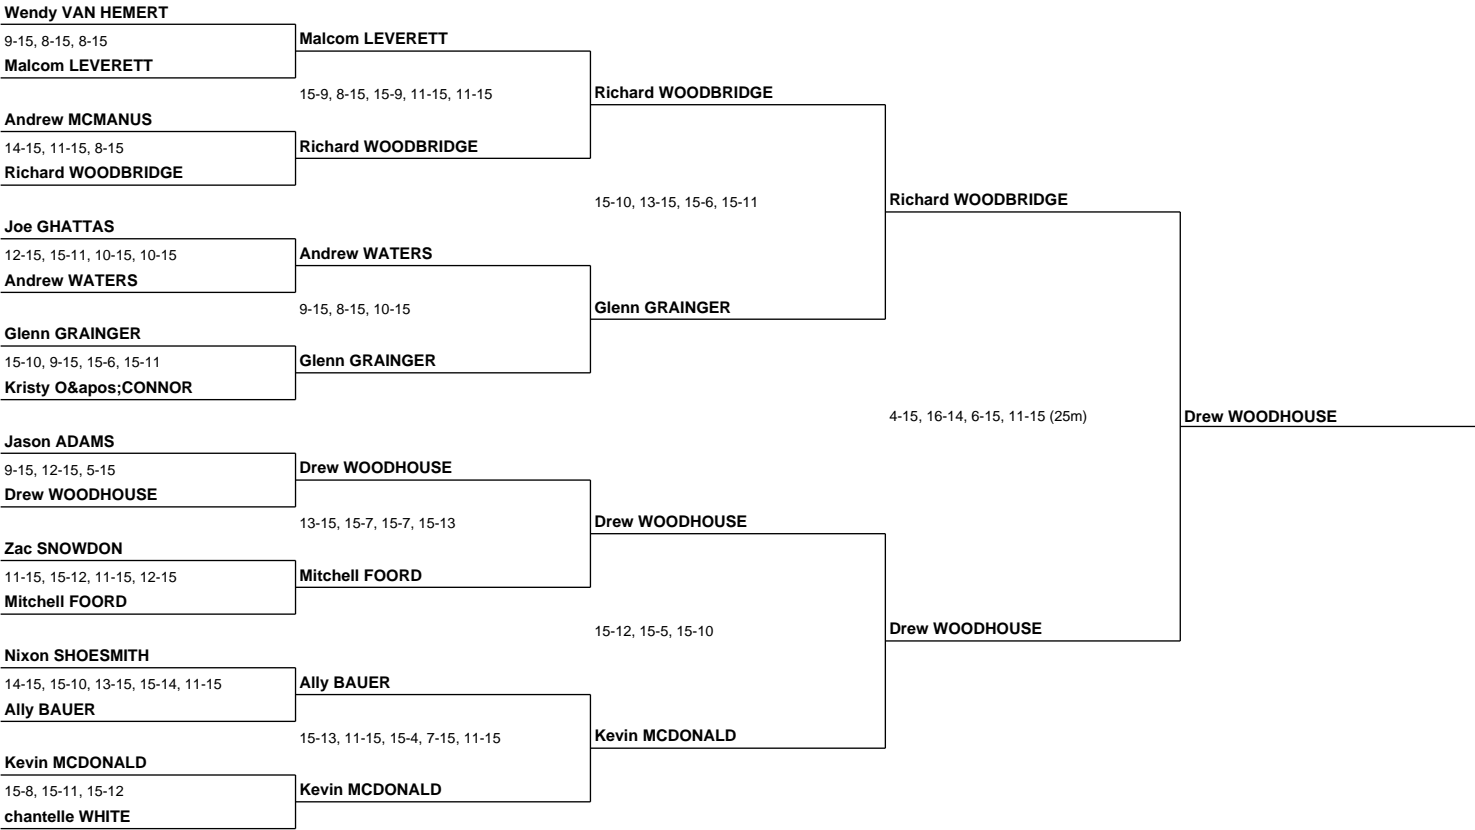 Wendy VAN HEMERT
9-15, 8-15, 8-15
Malcom LEVERETT
Andrew MCMANUS
14-15, 11-15, 8-15
Richard WOODBRIDGE
Joe GHATTAS
12-15, 15-11, 10-15, 10-15
Andrew WATERS
Glenn GRAINGER
15-10, 9-15, 15-6, 15-11
Kristy O&apos;CONNOR
Jason ADAMS
9-15, 12-15, 5-15
Drew WOODHOUSE
Zac SNOWDON
11-15, 15-12, 11-15, 12-15
Mitchell FOORD
Nixon SHOESMITH
14-15, 15-10, 13-15, 15-14, 11-15
Ally BAUER
Kevin MCDONALD
15-8, 15-11, 15-12
chantelle WHITE
Malcom LEVERETT
15-9, 8-15, 15-9, 11-15, 11-15
Richard WOODBRIDGE
Andrew WATERS
9-15, 8-15, 10-15
Glenn GRAINGER
Drew WOODHOUSE
13-15, 15-7, 15-7, 15-13
Mitchell FOORD
Ally BAUER
15-13, 11-15, 15-4, 7-15, 11-15
Kevin MCDONALD
Richard WOODBRIDGE
15-10, 13-15, 15-6, 15-11
Glenn GRAINGER
Drew WOODHOUSE
15-12, 15-5, 15-10
Kevin MCDONALD
Richard WOODBRIDGE
4-15, 16-14, 6-15, 11-15 (25m)
Drew WOODHOUSE
Drew WOODHOUSE